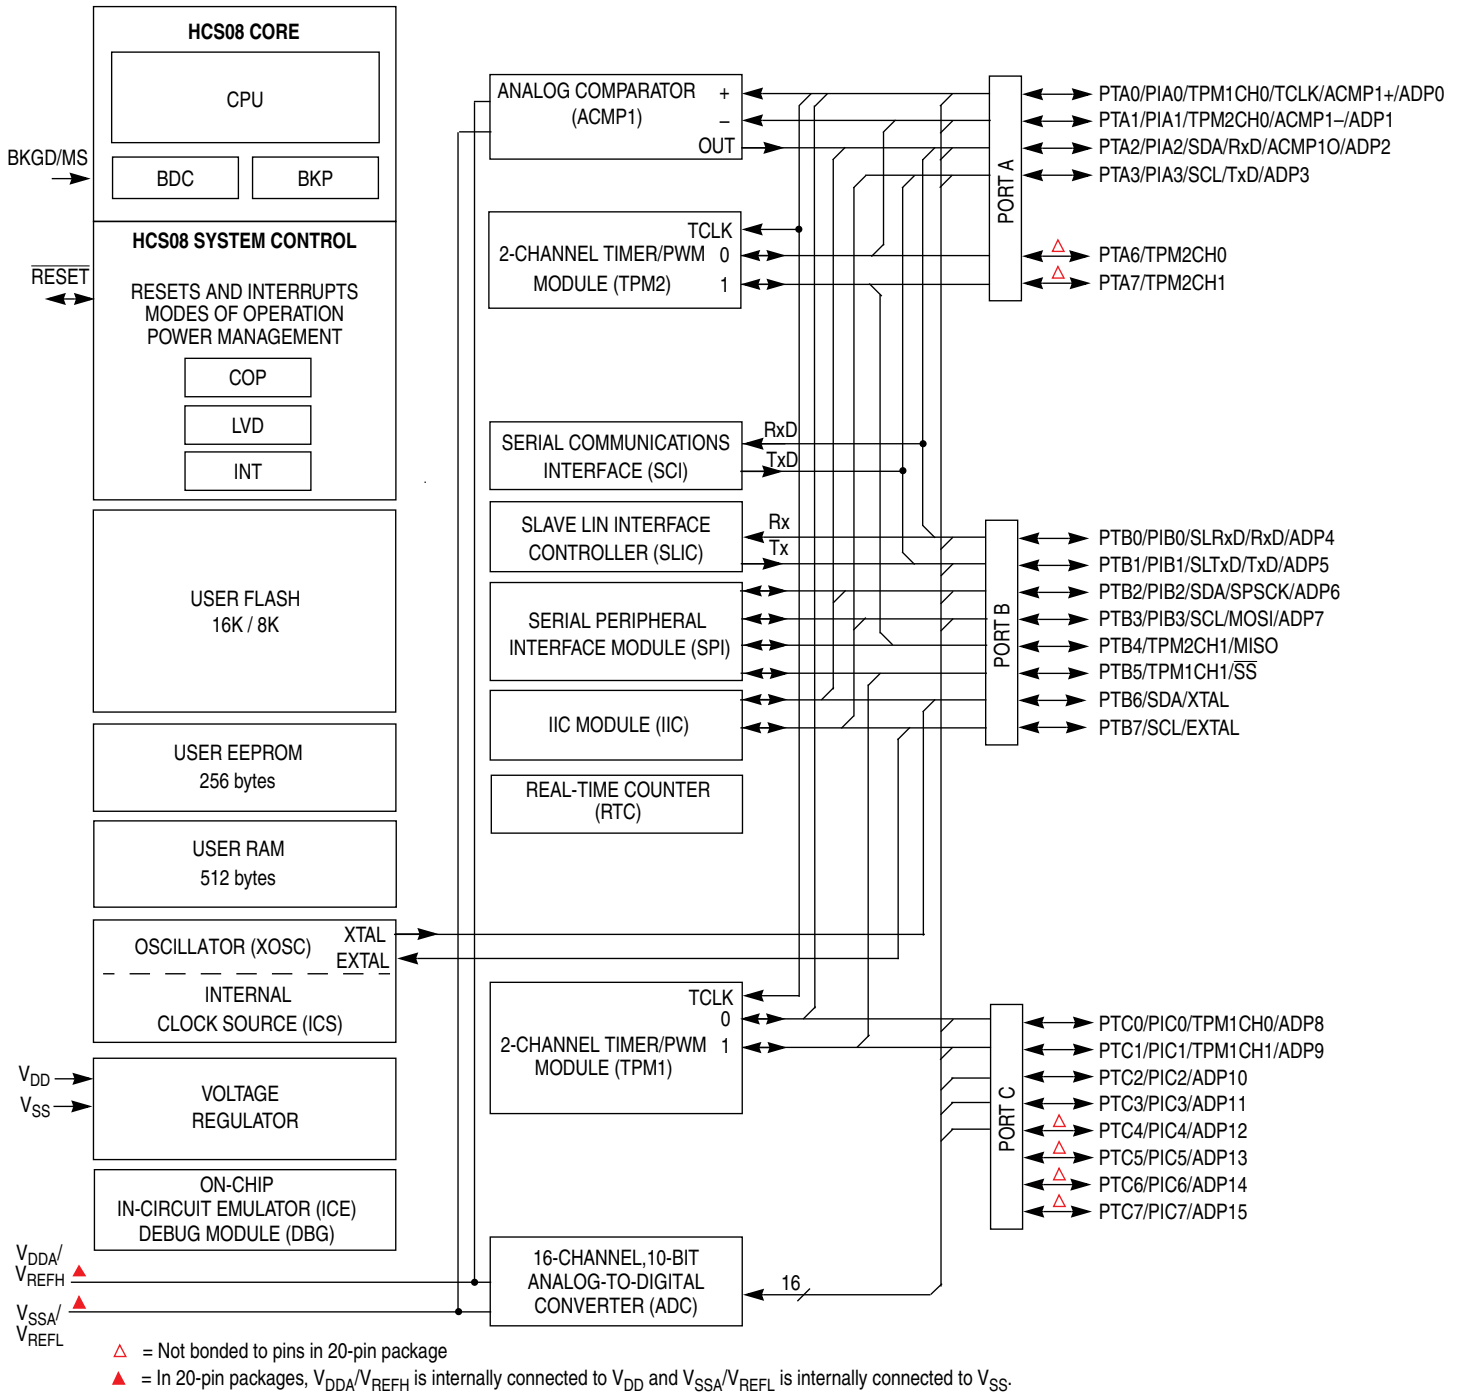 HCS08 CORE
CPU
BDC
BKP
BKGD/MS
HCS08 SYSTEM CONTROL
RESET
RESETS AND INTERRUPTS
MODES OF OPERATION
POWER MANAGEMENT
COP
LVD
INT
USER FLASH
16K / 8K
USER EEPROM
256 bytes
USER RAM
512 bytes
OSCILLATOR (XOSC)
XTAL
EXTAL
INTERNAL
CLOCK SOURCE (ICS)
VDD
VSS
VOLTAGE
REGULATOR
ON-CHIP
IN-CIRCUIT EMULATOR (ICE)
DEBUG MODULE (DBG)
VDDA/
VREFH
VSSA/
VREFL
ANALOG COMPARATOR
(ACMP1)
+
–
OUT
TCLK
2-CHANNEL TIMER/PWM 0
MODULE (TPM2) 1
SERIAL COMMUNICATIONS
INTERFACE (SCI)
RxD
TxD
SLAVE LIN INTERFACE
CONTROLLER (SLIC)
Rx
Tx
SERIAL PERIPHERAL
INTERFACE MODULE (SPI)
IIC MODULE (IIC)
REAL-TIME COUNTER
(RTC)
TCLK
0
2-CHANNEL TIMER/PWM 1
MODULE (TPM1)
16-CHANNEL,10-BIT
ANALOG-TO-DIGITAL
CONVERTER (ADC)
16
PORT A
PTA0/PIA0/TPM1CH0/TCLK/ACMP1+/ADP0
PTA1/PIA1/TPM2CH0/ACMP1–/ADP1
PTA2/PIA2/SDA/RxD/ACMP1O/ADP2
PTA3/PIA3/SCL/TxD/ADP3
PTA6/TPM2CH0
PTA7/TPM2CH1
PORT B
PTB0/PIB0/SLRxD/RxD/ADP4
PTB1/PIB1/SLTxD/TxD/ADP5
PTB2/PIB2/SDA/SPSCK/ADP6
PTB3/PIB3/SCL/MOSI/ADP7
PTB4/TPM2CH1/MISO
PTB5/TPM1CH1/SS
PTB6/SDA/XTAL
PTB7/SCL/EXTAL
PORT C
PTC0/PIC0/TPM1CH0/ADP8
PTC1/PIC1/TPM1CH1/ADP9
PTC2/PIC2/ADP10
PTC3/PIC3/ADP11
PTC4/PIC4/ADP12
PTC5/PIC5/ADP13
PTC6/PIC6/ADP14
PTC7/PIC7/ADP15
△ = Not bonded to pins in 20-pin package
▲ = In 20-pin packages, VDDA/VREFH is internally connected to VDD and VSSA/VREFL is internally connected to VSS.